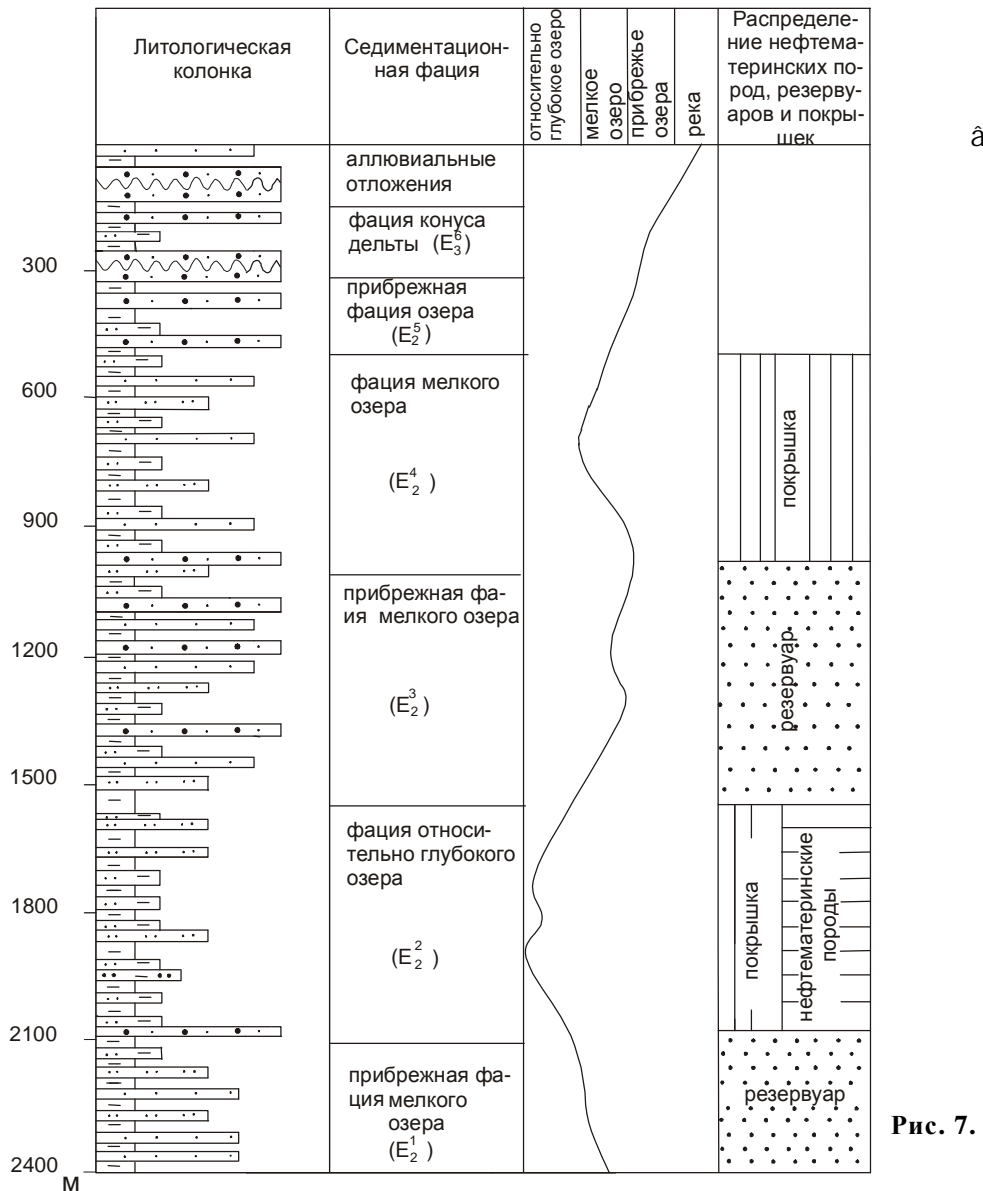 Литологическая
колонка
Седиментацион-
ная фация
относительно
глубокое озеро
мелкое
озеро
прибрежье
озера
река
Распределе-
ние нефтема-
теринских по-
род, резерву-
аров и покры-
шек
â
аллювиальные
отложения
фация конуса
дельты (E₃⁶)
300
прибрежная
фация озера
(E₂⁵)
фация мелкого
озера
600
(E₂⁴)
покрышка
900
прибрежная фа-
ия мелкого озера
1200
(E₂³)
резервуар
1500
фация относи-
тельно глубокого
озера
1800
(E₂²)
покрышка
нефтематеринские
породы
2100
прибрежная фа-
ция мелкого
озера
(E₂¹)
резервуар
Рис. 7.
2400
м